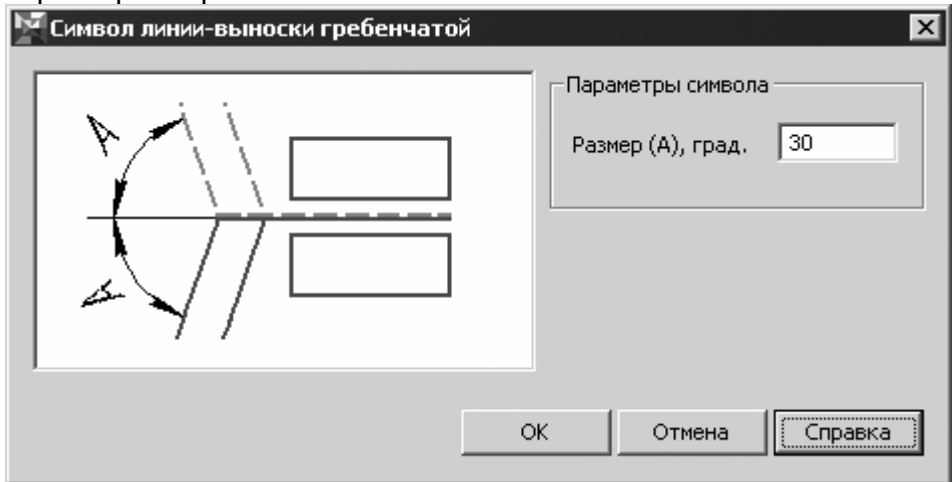 Символ линии-выноски гребенчатой
A
A
Параметры символа
Размер (A), град. 30
OK Отмена Справка